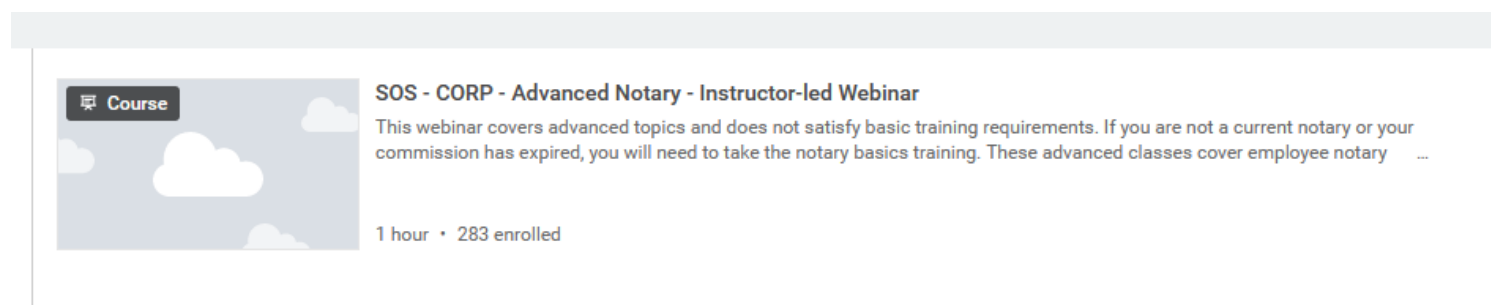 Course
SOS - CORP - Advanced Notary - Instructor-led Webinar
This webinar covers advanced topics and does not satisfy basic training requirements. If you are not a current notary or your
commission has expired, you will need to take the notary basics training. These advanced classes cover employee notary ...
1 hour • 283 enrolled